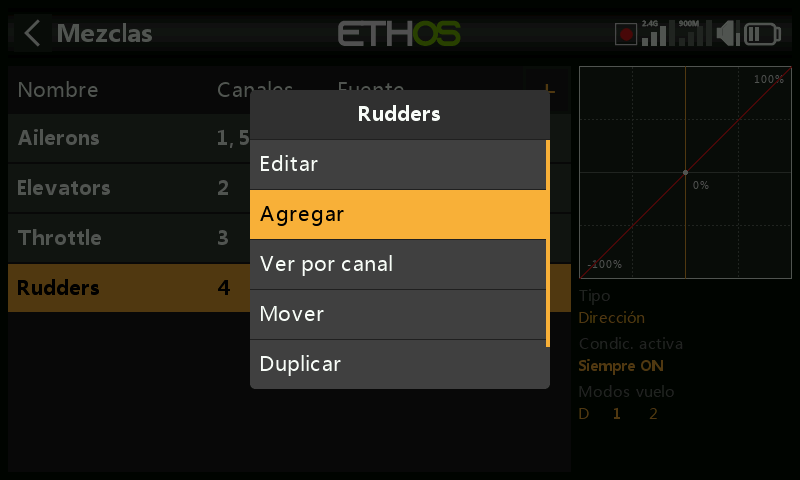 Mezclas
ETHOS
2.4G
900M
Nombre Canales Fuente +
Ailerons 1, 5
Elevators 2
Throttle 3
Rudders 4
Rudders
Editar
Agregar
Ver por canal
Mover
Duplicar
100%
0%
-100%
Tipo
Dirección
Condic. activa
Siempre ON
Modos vuelo
D 1 2